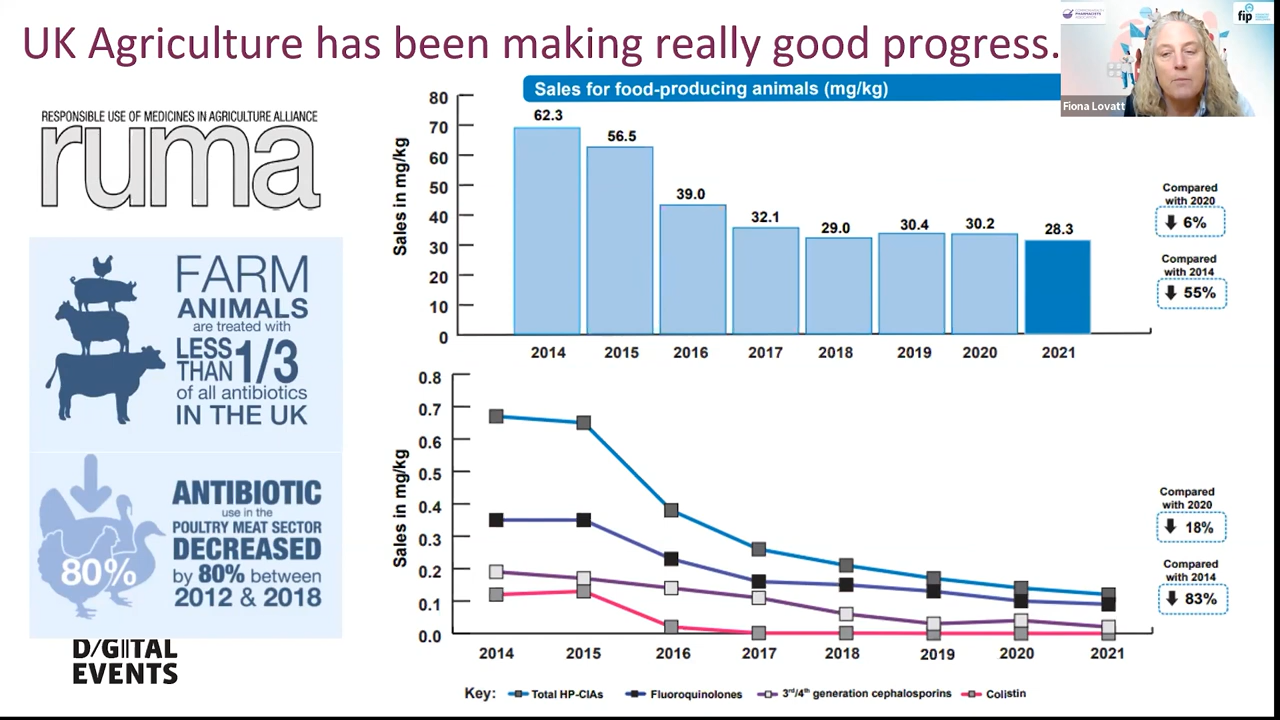 UK Agriculture has been making really good progress.
fip
Fiona Lovatt
RESPONSIBLE USE OF MEDICINES IN AGRICULTURE ALLIANCE
ruma
FARM
ANIMALS
are treated with
LESS
THAN 1/3
of all antibiotics
IN THE UK
ANTIBIOTIC
use in the
POULTRY MEAT SECTOR
DECREASED
by 80% between
2012 & 2018
80%
D/GITAL
EVENTS
Sales for food-producing animals (mg/kg)
Sales in mg/kg
80
70
60
50
40
30
20
10
0
62.3
56.5
39.0
32.1
29.0
30.4
30.2
28.3
2014 2015 2016 2017 2018 2019 2020 2021
Compared
with 2020
6%
Compared
with 2014
55%
Sales in mg/kg
0.8
0.7
0.6
0.5
0.4
0.3
0.2
0.1
0.0
2014 2015 2016 2017 2018 2019 2020 2021
Compared
with 2020
18%
Compared
with 2014
83%
Key: Total HP-CIAs Fluoroquinolones 3rd/4th generation cephalosporins Colistin